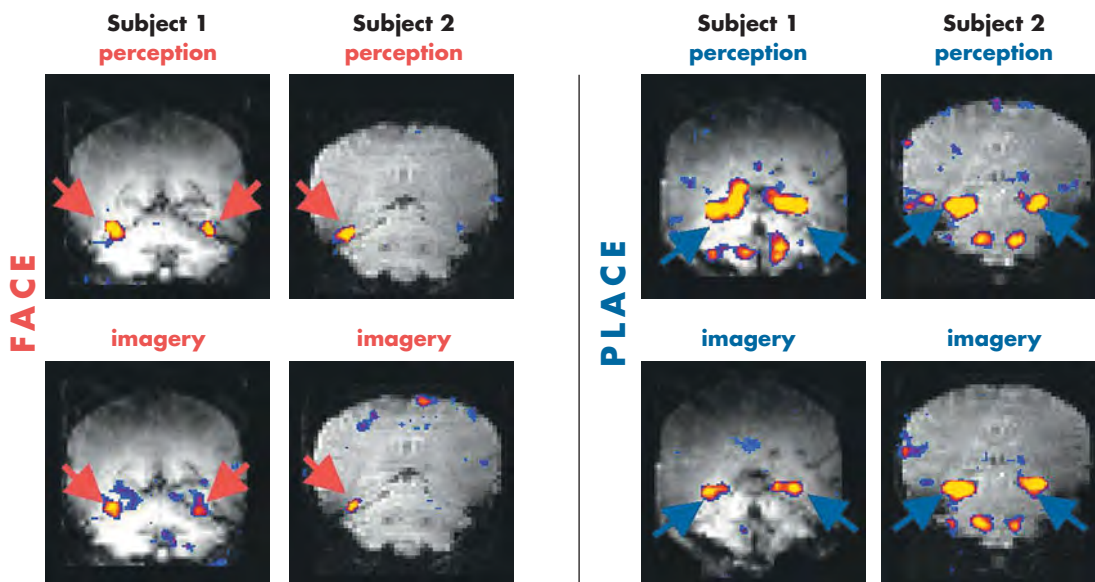 FACE
Subject 1
perception
Subject 2
perception
imagery
imagery
PLACE
Subject 1
perception
Subject 2
perception
imagery
imagery